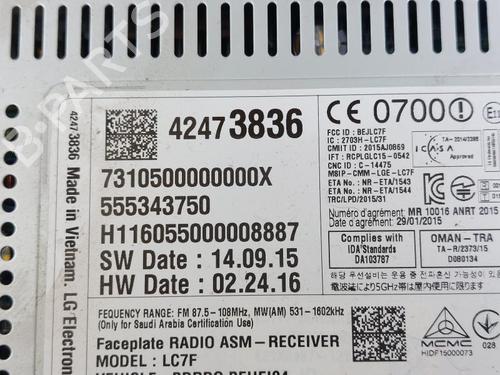 42473836
42473836 Made in Vietnam. LG Electron
7310500000000X
555343750
H116055000008887
SW Date : 14.09.15
HW Date : 02.24.16
CE 0700
FCC ID : BEJLC7F
IC : 2703H-LC7F
CMIIT ID : 2015AJ0869
IFT : RCPLGLC15-0542
CNC ID : C-14475
MSIP-CMM-LGE-LC7F
ETA No. : NR-ETA/1543
ETA No. : NR-ETA/1544
TRC/LPD/2015/31
ICASA
Numéro d'agrément: MR 10016 ANRT 2015
Date d'agrément: 29/01/2015
Complies with
IDA Standards
DA103787
OMAN - TRA
TA-R/2373/15
D080134
FREQUENCY RANGE: FM 87.5-108MHz, MW(AM) 531-1602kHz
(Only for Saudi Arabia Certification Use)
Faceplate RADIO ASM-RECEIVER
MODEL : LC7F
MCMC
HIDF15000073
028
B-PARTS